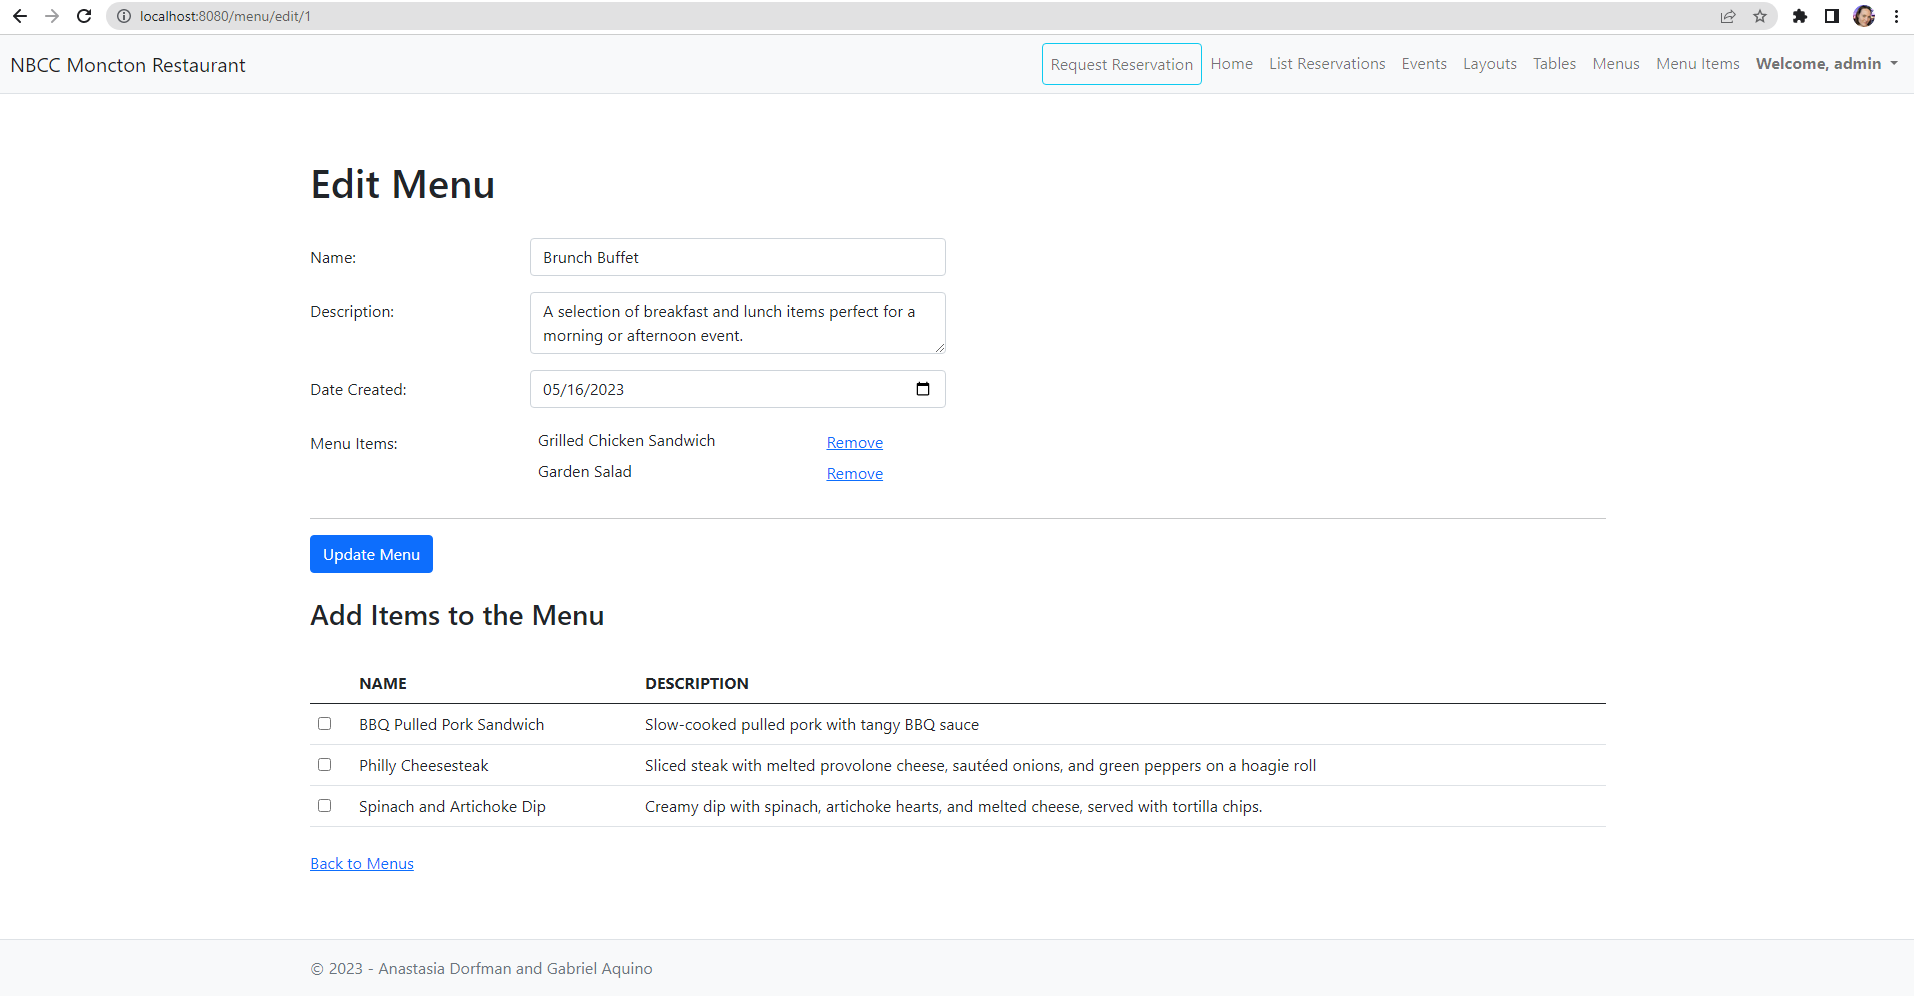 localhost:8080/menu/edit/1
NBCC Moncton Restaurant
Request Reservation Home List Reservations Events Layouts Tables Menus Menu Items Welcome, admin
Edit Menu
Name: Brunch Buffet
Description: A selection of breakfast and lunch items perfect for a
morning or afternoon event.
Date Created: 05/16/2023
Menu Items: Grilled Chicken Sandwich Remove
Garden Salad Remove
Update Menu
Add Items to the Menu
NAME DESCRIPTION
BBQ Pulled Pork Sandwich Slow-cooked pulled pork with tangy BBQ sauce
Philly Cheesesteak Sliced steak with melted provolone cheese, sautéed onions, and green peppers on a hoagie roll
Spinach and Artichoke Dip Creamy dip with spinach, artichoke hearts, and melted cheese, served with tortilla chips.
Back to Menus
© 2023 - Anastasia Dorfman and Gabriel Aquino